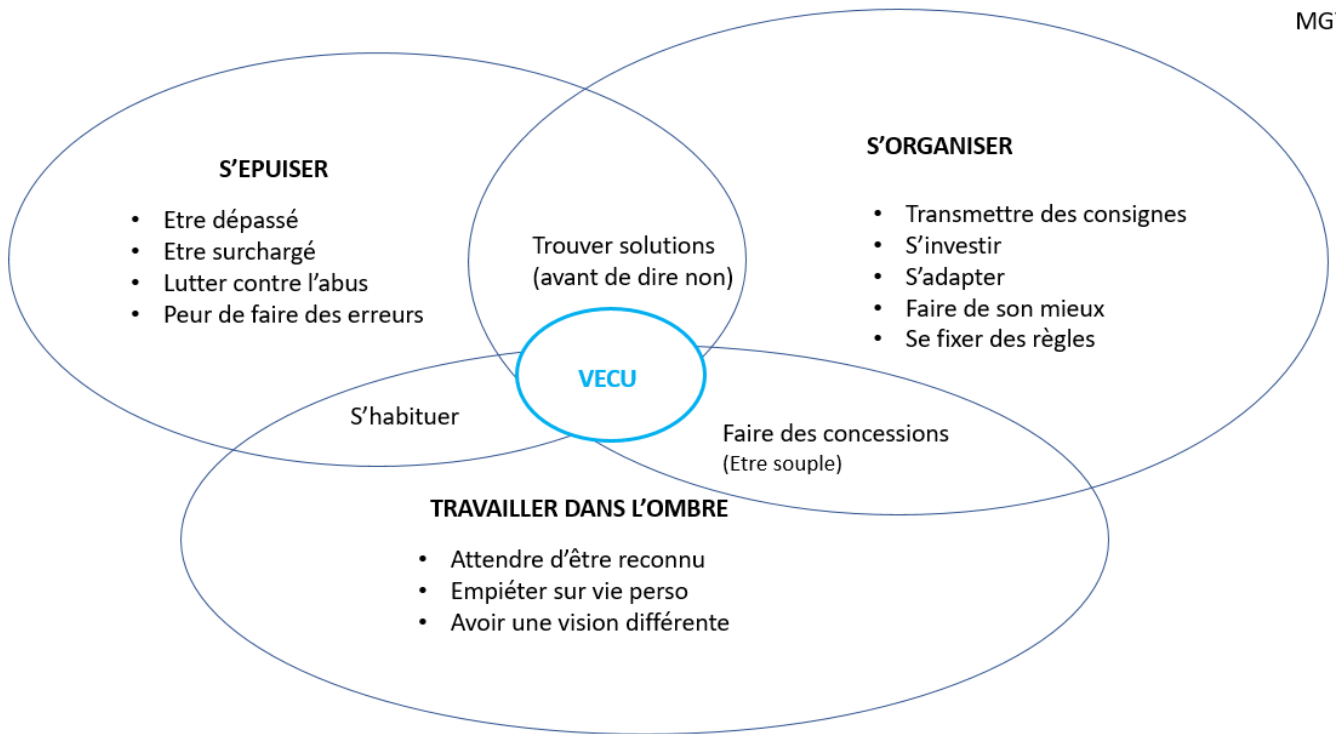 MGT
S'EPUISER
• Etre dépassé
• Etre surchargé
• Lutter contre l'abus
• Peur de faire des erreurs
S'ORGANISER
• Transmettre des consignes
• S'investir
• S'adapter
• Faire de son mieux
• Se fixer des règles
Trouver solutions
(avant de dire non)
VECU
S'habituer
Faire des concessions
(Etre souple)
TRAVAILLER DANS L'OMBRE
• Attendre d'être reconnu
• Empiéter sur vie perso
• Avoir une vision différente